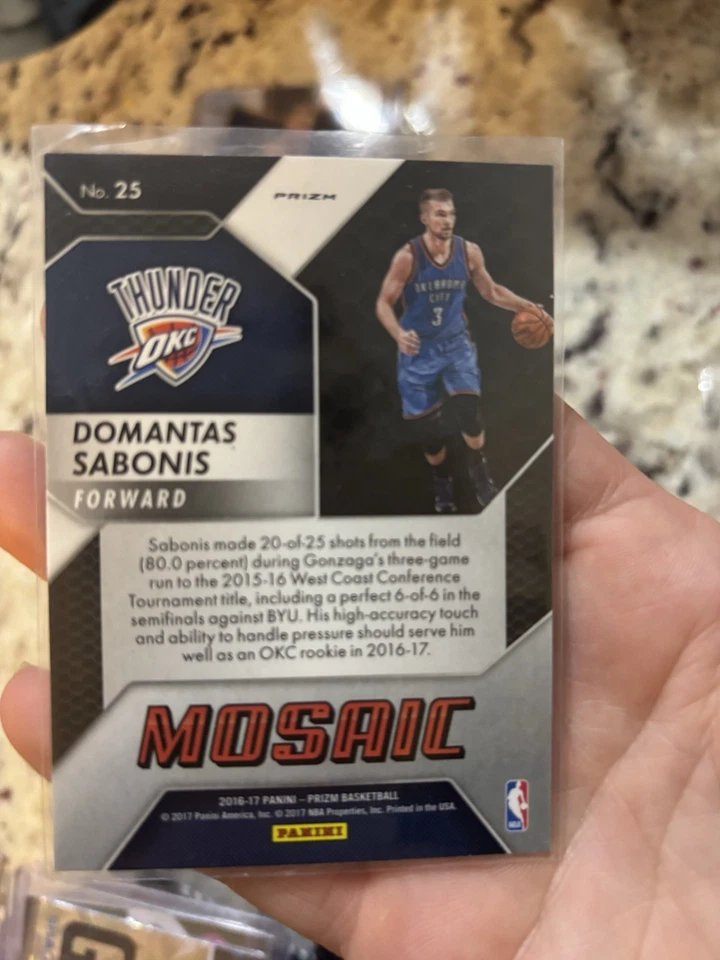 No. 25
PRIZM
THUNDER
OKC
OKLAHOMA
CITY
3
DOMANTAS
SABONIS
FORWARD
Sabonis made 20-of-25 shots from the field
(80.0 percent) during Gonzaga's three-game
run to the 2015-16 West Coast Conference
Tournament title, including a perfect 6-of-6 in the
semifinals against BYU. His high-accuracy touch
and ability to handle pressure should serve him
well as an OKC rookie in 2016-17.
MOSAIC
2016-17 PANINI – PRIZM BASKETBALL
© 2017 Panini America, Inc. © 2017 NBA Properties, Inc. Printed in the USA.
PANINI
NBA